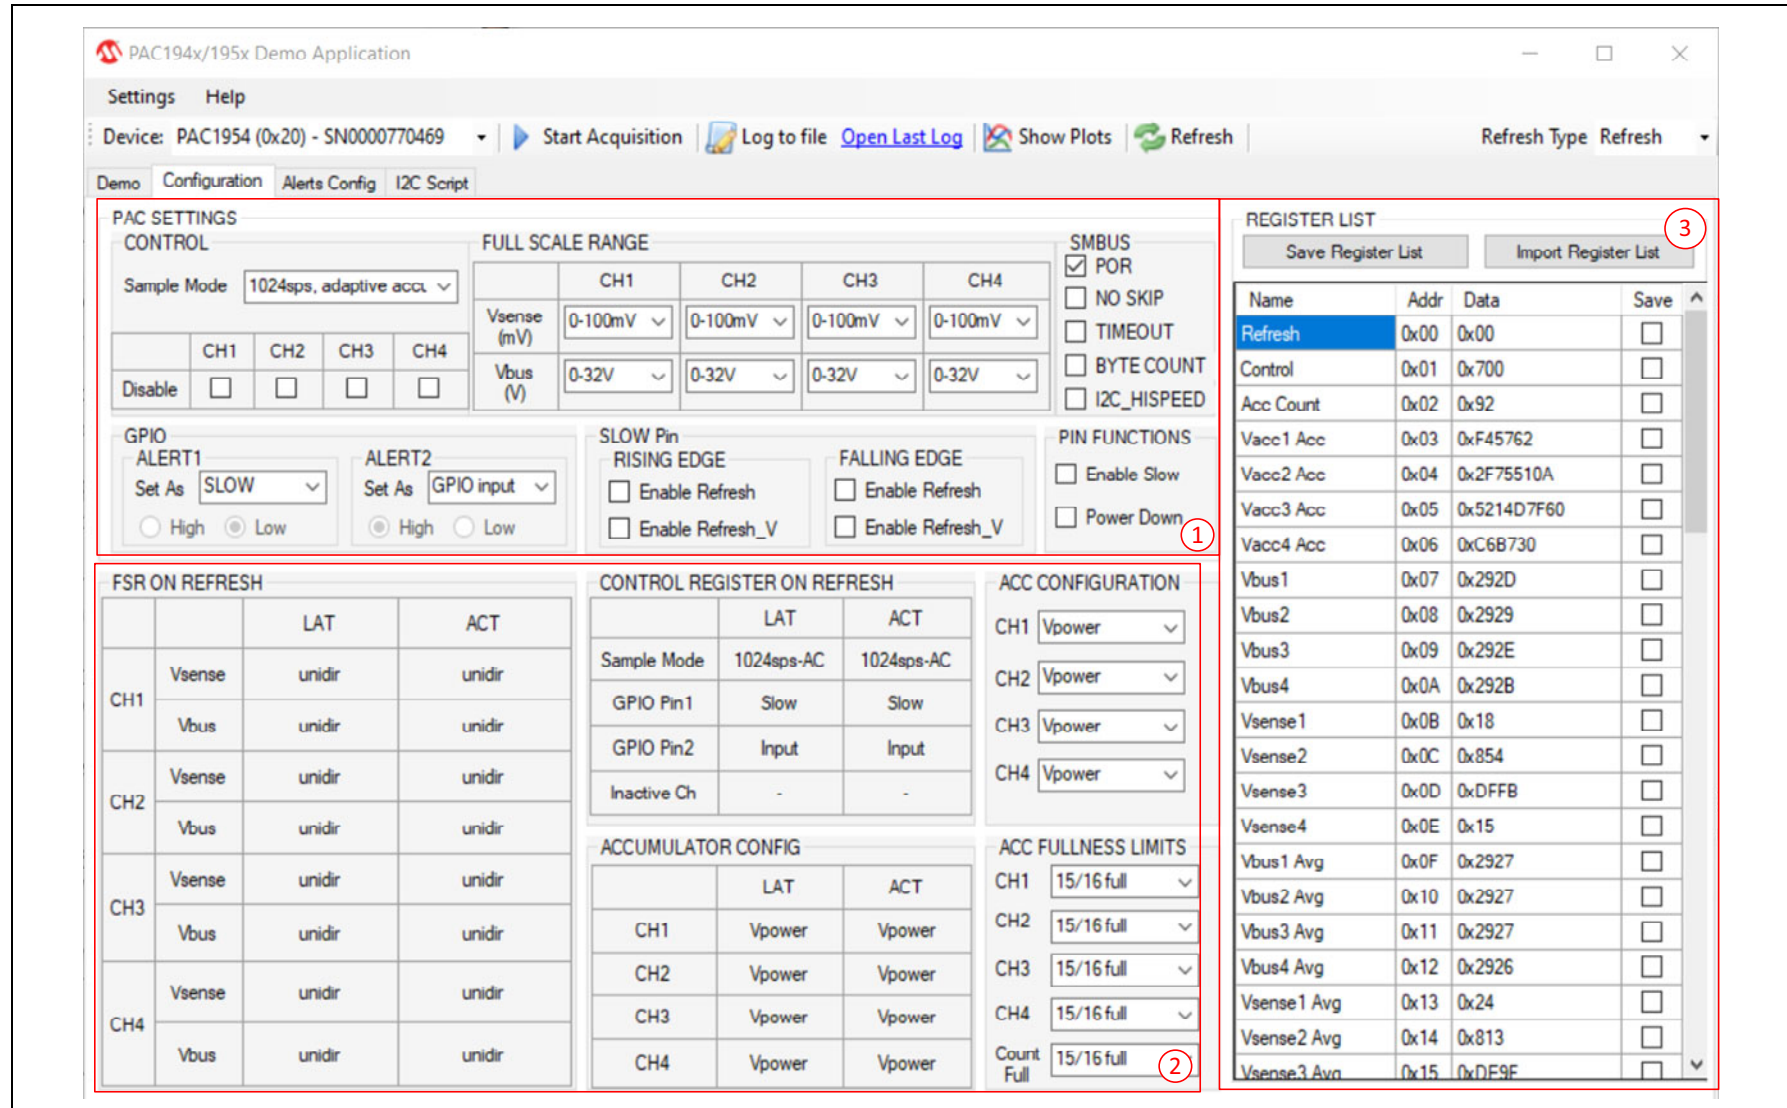 PAC194x/195x Demo Application
Settings Help
Device: PAC1954 (0x20) - SN0000770469 Start Acquisition Log to file Open Last Log Show Plots Refresh Refresh Type Refresh
Demo Configuration Alerts Config I2C Script
PAC SETTINGS
CONTROL
Sample Mode 1024sps, adaptive accu
CH1 CH2 CH3 CH4
Disable
FULL SCALE RANGE
CH1 CH2 CH3 CH4
Vsense (mV) 0-100mV 0-100mV 0-100mV 0-100mV
Vbus (V) 0-32V 0-32V 0-32V 0-32V
SMBUS
POR
NO SKIP
TIMEOUT
BYTE COUNT
I2C_HISPEED
GPIO
ALERT1
Set As SLOW
High Low
ALERT2
Set As GPIO input
High Low
SLOW Pin
RISING EDGE
Enable Refresh
Enable Refresh_V
FALLING EDGE
Enable Refresh
Enable Refresh_V
PIN FUNCTIONS
Enable Slow
Power Down
1
FSR ON REFRESH
LAT ACT
CH1
Vsense unidir unidir
Vbus unidir unidir
CH2
Vsense unidir unidir
Vbus unidir unidir
CH3
Vsense unidir unidir
Vbus unidir unidir
CH4
Vsense unidir unidir
Vbus unidir unidir
CONTROL REGISTER ON REFRESH
LAT ACT
Sample Mode 1024sps-AC 1024sps-AC
GPIO Pin1 Slow Slow
GPIO Pin2 Input Input
Inactive Ch - -
ACCUMULATOR CONFIG
LAT ACT
CH1 Vpower Vpower
CH2 Vpower Vpower
CH3 Vpower Vpower
CH4 Vpower Vpower
ACC CONFIGURATION
CH1 Vpower
CH2 Vpower
CH3 Vpower
CH4 Vpower
ACC FULLNESS LIMITS
CH1 15/16 full
CH2 15/16 full
CH3 15/16 full
CH4 15/16 full
Count Full 15/16 full
2
REGISTER LIST
3
Save Register List Import Register List
Name Addr Data Save
Refresh 0x00 0x00
Control 0x01 0x700
Acc Count 0x02 0x92
Vacc1 Acc 0x03 0xF45762
Vacc2 Acc 0x04 0x2F75510A
Vacc3 Acc 0x05 0x5214D7F60
Vacc4 Acc 0x06 0xC6B730
Vbus1 0x07 0x292D
Vbus2 0x08 0x2929
Vbus3 0x09 0x292E
Vbus4 0x0A 0x292B
Vsense1 0x0B 0x18
Vsense2 0x0C 0x854
Vsense3 0x0D 0xDFFB
Vsense4 0x0E 0x15
Vbus1 Avg 0x0F 0x2927
Vbus2 Avg 0x10 0x2927
Vbus3 Avg 0x11 0x2927
Vbus4 Avg 0x12 0x2926
Vsense1 Avg 0x13 0x24
Vsense2 Avg 0x14 0x813
Vsense3 Avg 0x15 0xDE9F